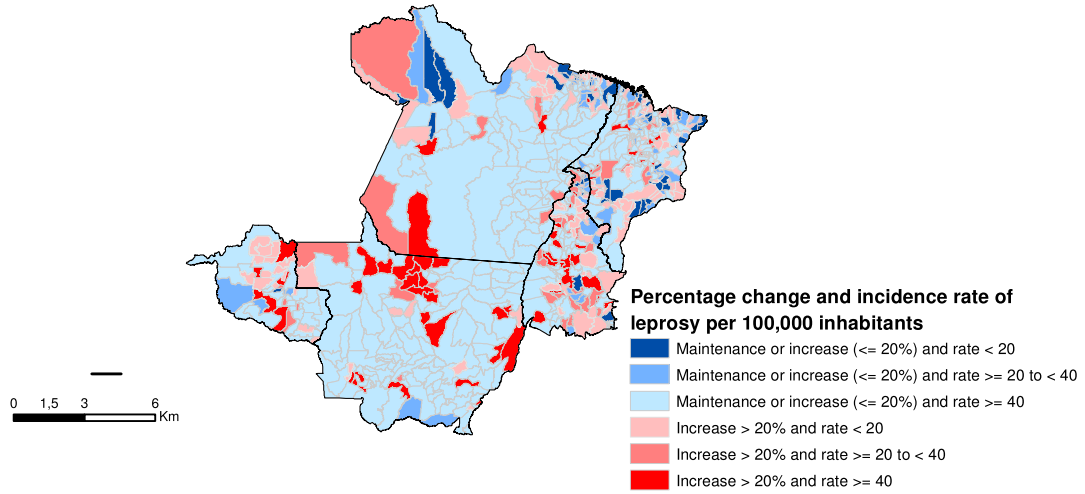 Percentage change and incidence rate of
leprosy per 100,000 inhabitants
Maintenance or increase (<= 20%) and rate < 20
Maintenance or increase (<= 20%) and rate >= 20 to < 40
Maintenance or increase (<= 20%) and rate >= 40
Increase > 20% and rate < 20
Increase > 20% and rate >= 20 to < 40
Increase > 20% and rate >= 40
0 1,5 3 6
Km